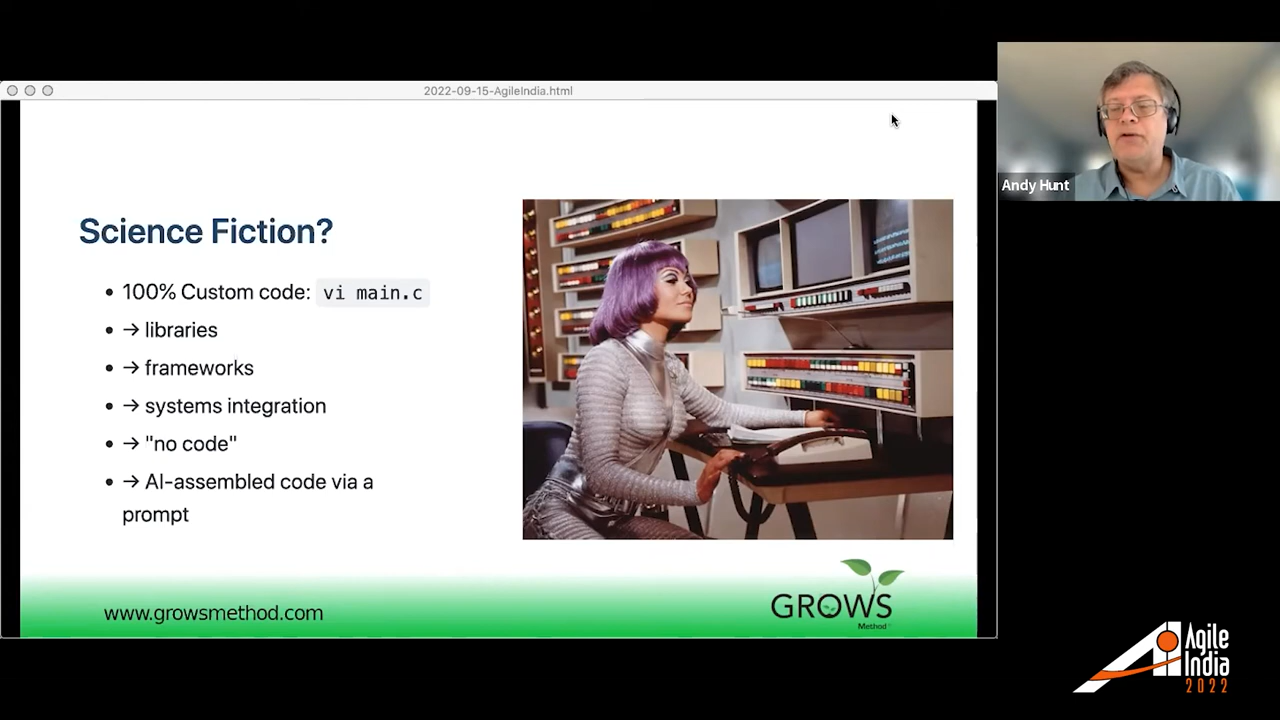 2022-09-15-AgileIndia.html
Andy Hunt
Science Fiction?
• 100% Custom code: vi main.c
• → libraries
• → frameworks
• → systems integration
• → "no code"
• → AI-assembled code via a
prompt
www.growsmethod.com
GROWS
Method
Agile
India
2022